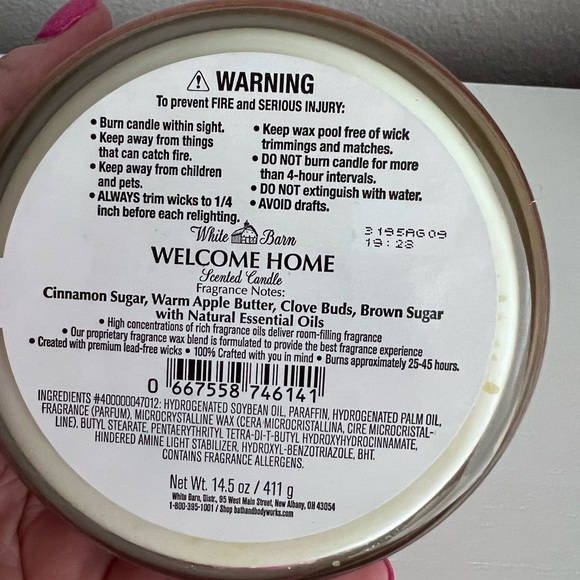 ⚠ WARNING
To prevent FIRE and SERIOUS INJURY:
• Burn candle within sight.
• Keep away from things
that can catch fire.
• Keep away from children
and pets.
• ALWAYS trim wicks to 1/4
inch before each relighting.
• Keep wax pool free of wick
trimmings and matches.
• DO NOT burn candle for more
than 4-hour intervals.
• DO NOT extinguish with water.
• AVOID drafts.
3195AG09
19:28
White Barn
WELCOME HOME
Scented Candle
Fragrance Notes:
Cinnamon Sugar, Warm Apple Butter, Clove Buds, Brown Sugar
with Natural Essential Oils
• High concentrations of rich fragrance oils deliver room-filling fragrance
• Our proprietary fragrance wax blend is formulated to provide the best fragrance experience
• Created with premium lead-free wicks • 100% Crafted with you in mind • Burns approximately 25-45 hours.
0 667558 746141
INGREDIENTS #400000047012: HYDROGENATED SOYBEAN OIL, PARAFFIN, HYDROGENATED PALM OIL,
FRAGRANCE (PARFUM), MICROCRYSTALLINE WAX (CERA MICROCRISTALLINA, CIRE MICROCRISTAL-
LINE), BUTYL STEARATE, PENTAERYTHRITYL TETRA-DI-T-BUTYL HYDROXYHYDROCINNAMATE,
HINDERED AMINE LIGHT STABILIZER, HYDROXYL-BENZOTRIAZOLE, BHT.
CONTAINS FRAGRANCE ALLERGENS.
Net Wt. 14.5 oz / 411 g
White Barn, Distr., 95 West Main Street, New Albany, OH 43054
1-800-395-1001 / Shop bathandbodyworks.com